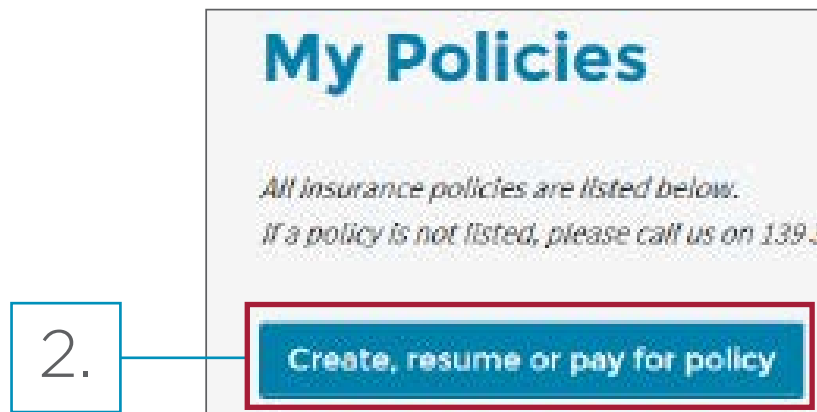 My Policies
All insurance policies are listed below.
If a policy is not listed, please call us on 139
2.
Create, resume or pay for policy